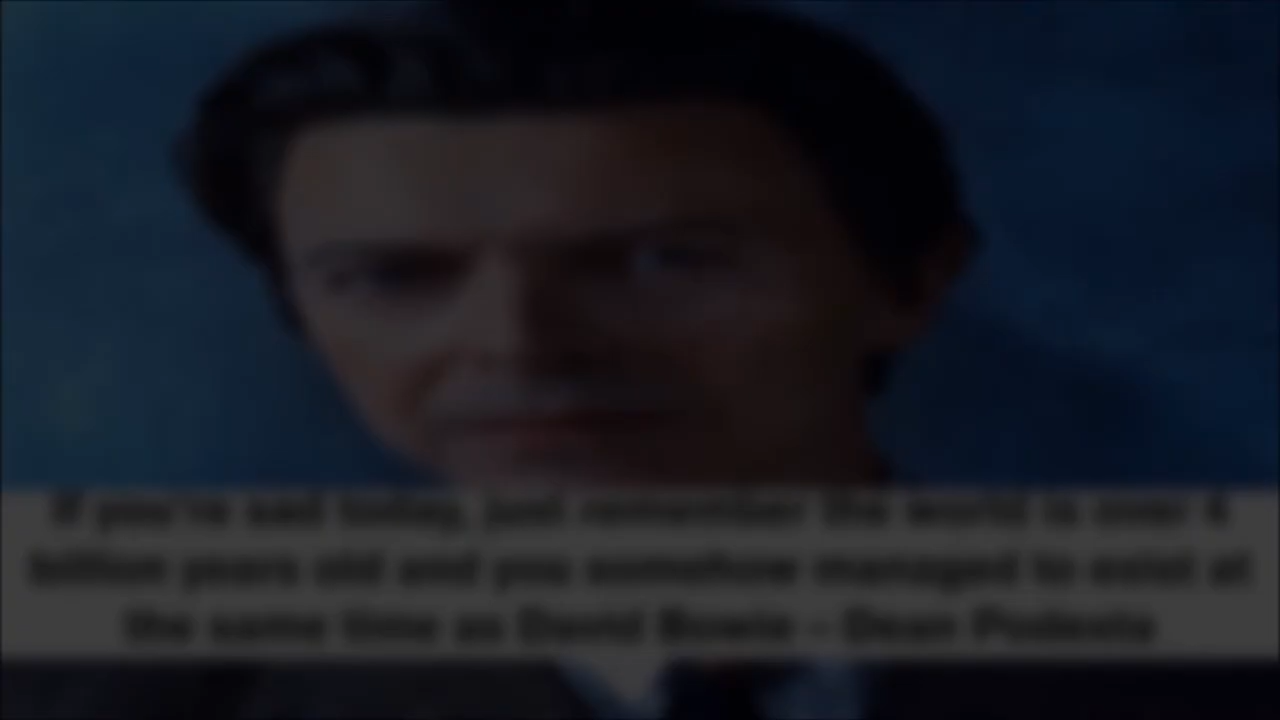 If you're sad today, just remember the world is over 4
billion years old and you somehow managed to exist at
the same time as David Bowie – Dean Podesta